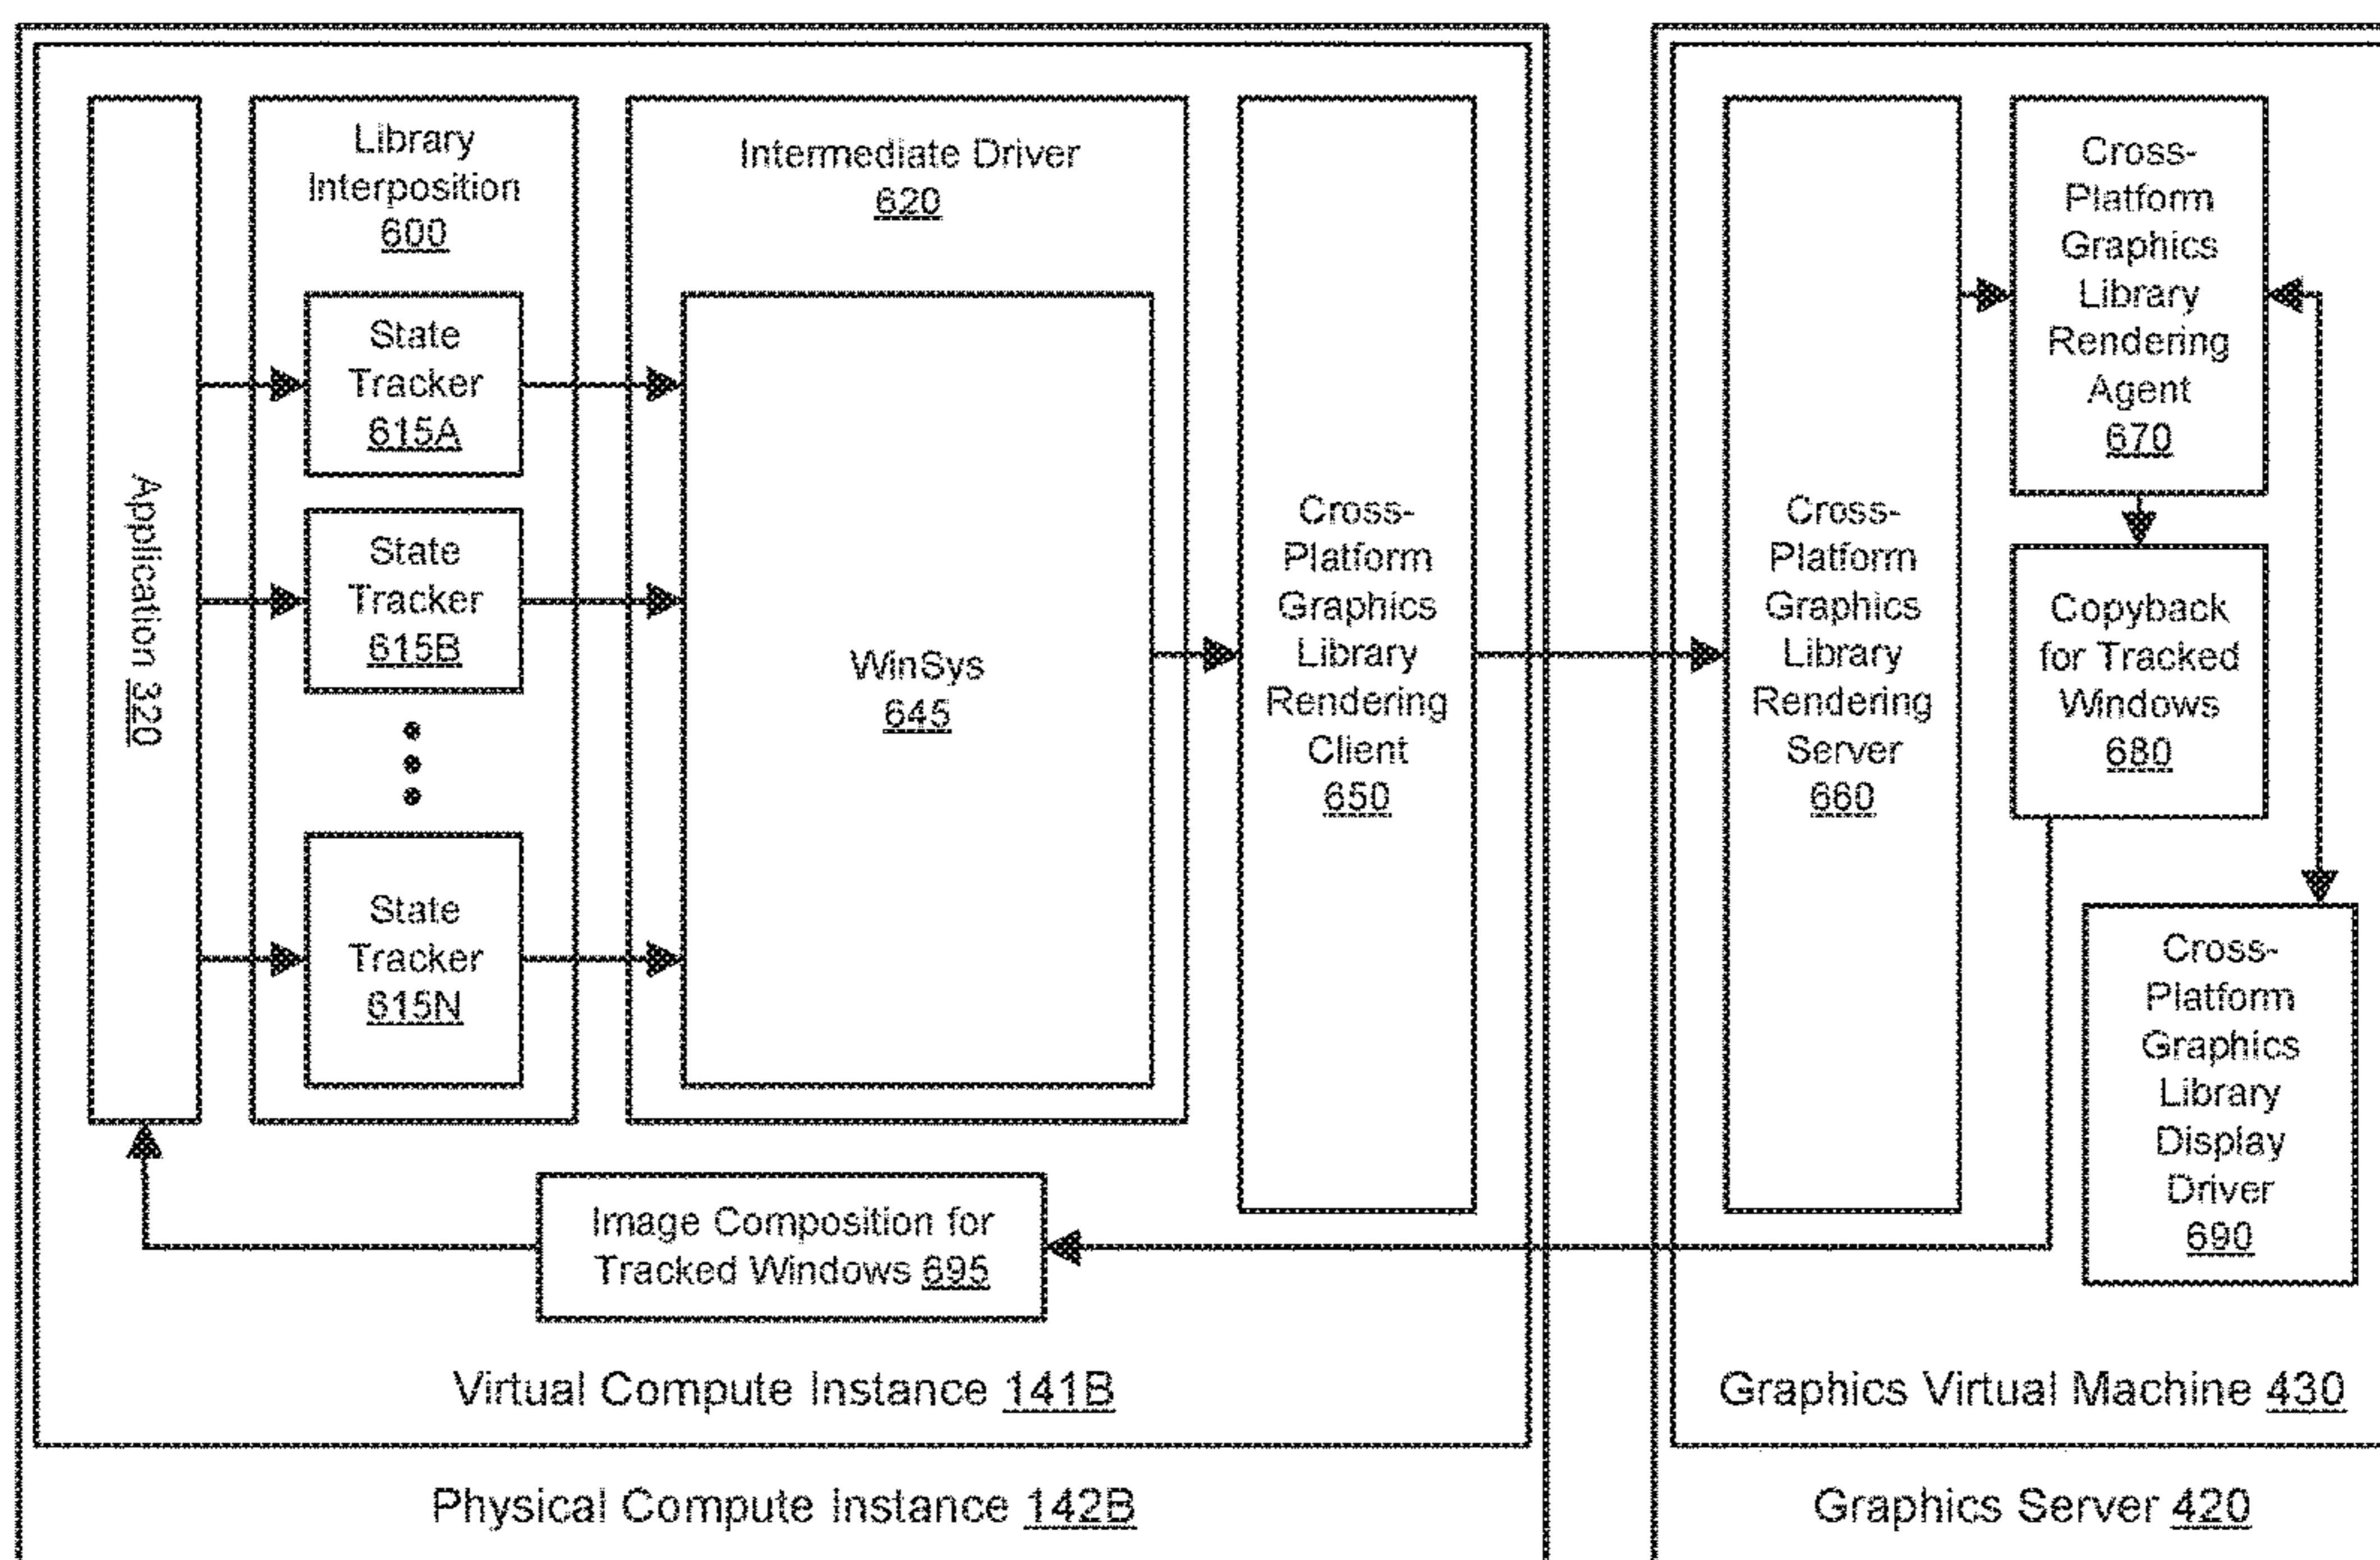 Application 320
Library
Interposition
600
State
Tracker
615A
State
Tracker
615B
State
Tracker
615N
Intermediate Driver
620
WinSys
645
Cross-
Platform
Graphics
Library
Rendering
Client
650
Image Composition for
Tracked Windows 695
Virtual Compute Instance 141B
Physical Compute Instance 142B
Cross-
Platform
Graphics
Library
Rendering
Server
660
Cross-
Platform
Graphics
Library
Rendering
Agent
670
Copyback
for Tracked
Windows
680
Cross-
Platform
Graphics
Library
Display
Driver
690
Graphics Virtual Machine 430
Graphics Server 420